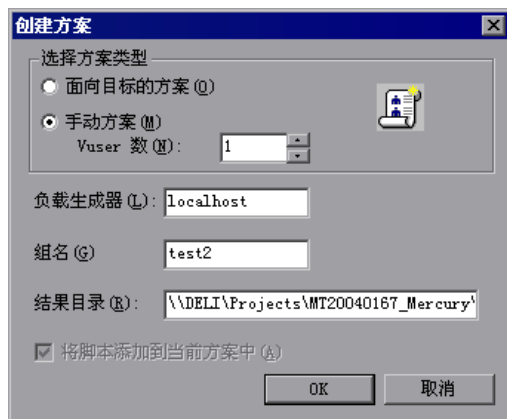 创建方案
选择方案类型
面向目标的方案(O)
手动方案(M)
Vuser 数(N): 1
负载生成器(L): localhost
组名(G) test2
结果目录(R): \\DELI\Projects\MT20040167_Mercury\
将脚本添加到当前方案中(A)
OK 取消